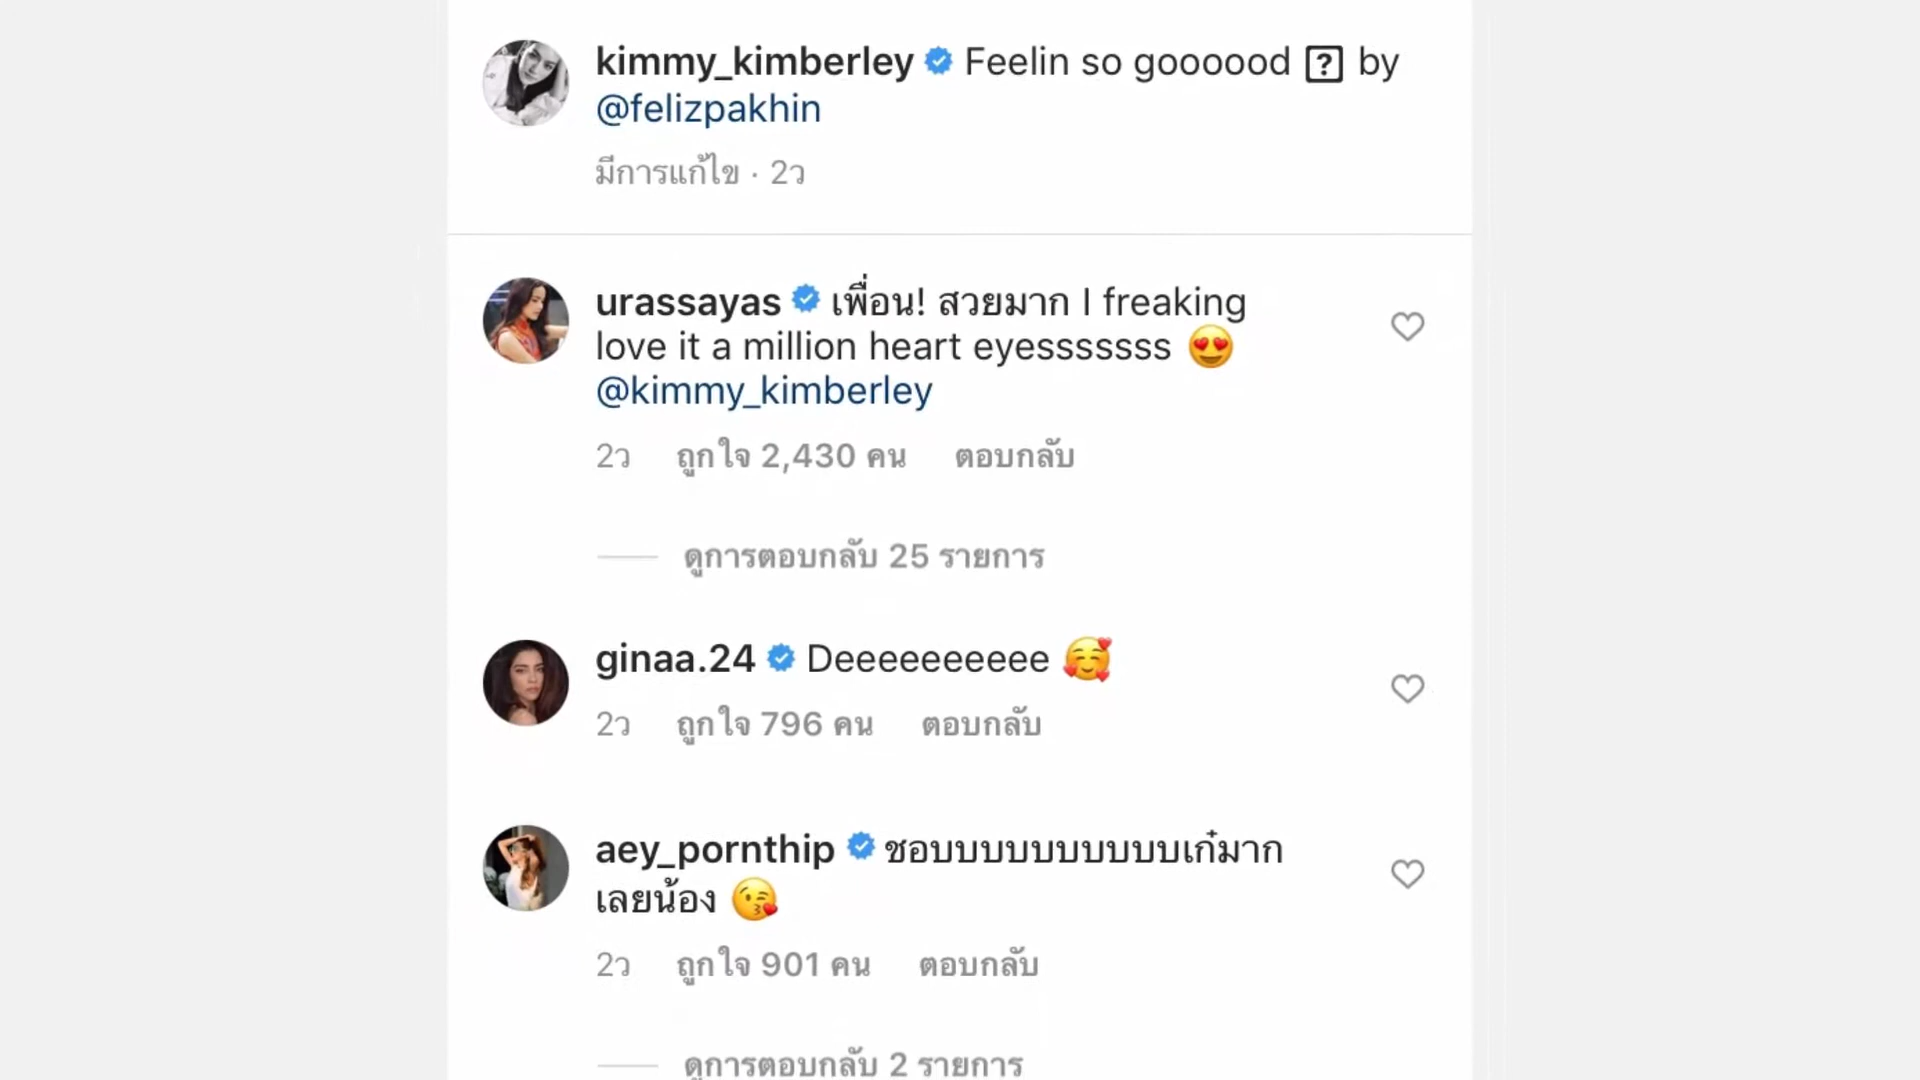 kimmy_kimberley Feelin so goooood by
@felizpakhin
มีการแก้ไข · 2ว
urassayas เพื่อน! สวยมาก I freaking
love it a million heart eyesssssss 😍
@kimmy_kimberley
2ว ถูกใจ 2,430 คน ตอบกลับ
ดูการตอบกลับ 25 รายการ
ginaa.24 Deeeeeeeeee 🥰
2ว ถูกใจ 796 คน ตอบกลับ
aey_pornthip ชอบบบบบบบบบบเก๋มาก
เลยน้อง 😘
2ว ถูกใจ 901 คน ตอบกลับ
ดูการตอบกลับ 2 รายการ